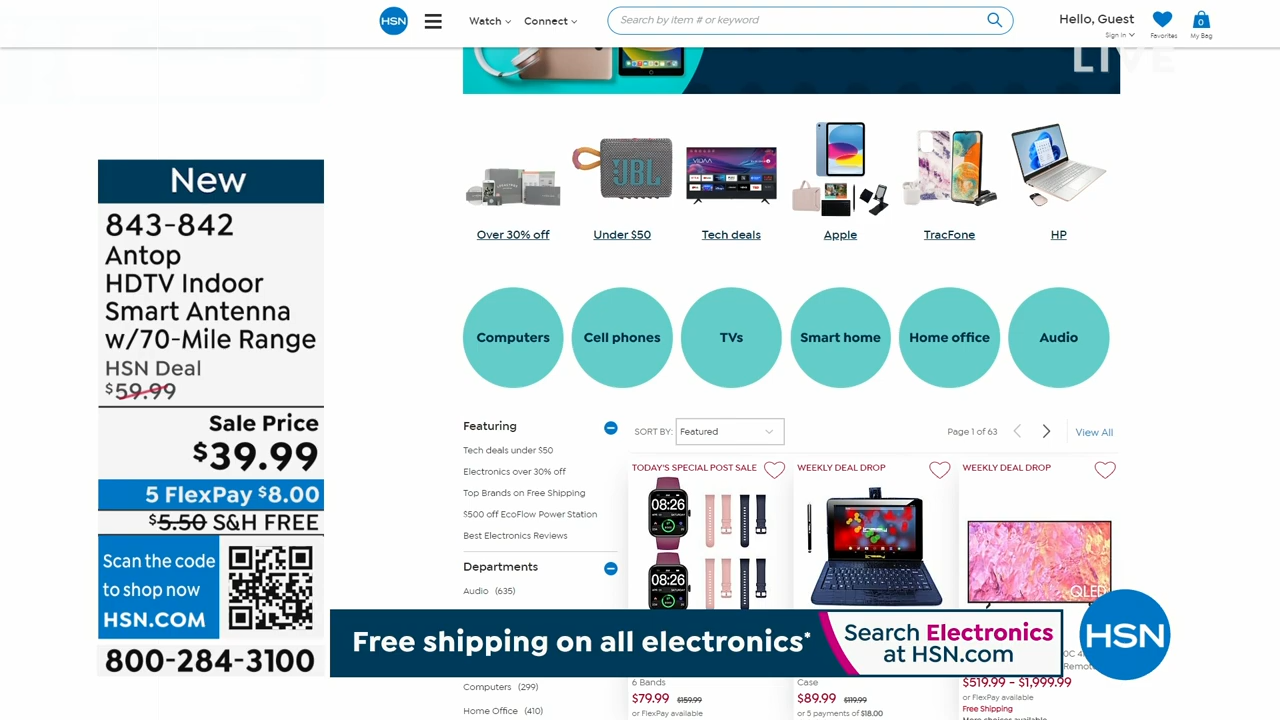 HSN
Watch
Connect
Search by item # or keyword
Hello, Guest
Sign In
Favorites
0
My Bag
LIVE
New
843-842
Antop
HDTV Indoor
Smart Antenna
w/70-Mile Range
HSN Deal
$59.99
Sale Price
$39.99
5 FlexPay $8.00
$5.50 S&H FREE
Scan the code
to shop now
HSN.COM
800-284-3100
JBL
Over 30% off
Under $50
Tech deals
Apple
TracFone
HP
Computers
Cell phones
TVs
Smart home
Home office
Audio
Featuring
Tech deals under $50
Electronics over 30% off
Top Brands on Free Shipping
$500 off EcoFlow Power Station
Best Electronics Reviews
Departments
Audio (635)
Computers (299)
Home Office (410)
SORT BY: Featured
Page 1 of 63
View All
TODAY'S SPECIAL POST SALE
08:26
08:26
6 Bands
$79.99 $159.99
or FlexPay available
WEEKLY DEAL DROP
Case
$89.99 $119.99
or 5 payments of $18.00
WEEKLY DEAL DROP
QLED
$519.99 - $1,999.99
or FlexPay available
Free Shipping
More choices available
Free shipping on all electronics*
Search Electronics
at HSN.com
HSN